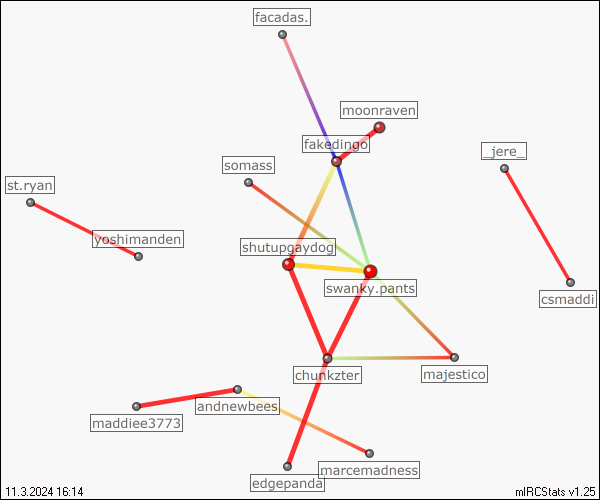 facadas.
moonraven
fakedingo
_jere_
somass
st.ryan
yoshimanden
shutupgaydog
swanky.pants
csmaddi
chunkzter
majestico
andnewbees
maddiee3773
marcemadness
edgepanda
11.3.2024 16:14
mIRCStats v1.25